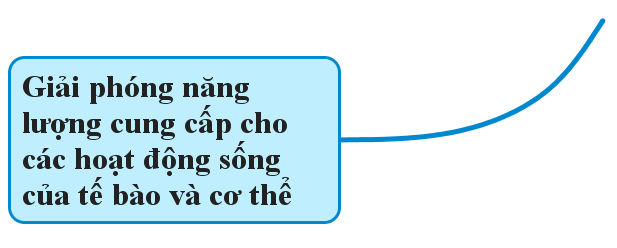 Giải phóng năng
lượng cung cấp cho
các hoạt động sống
của tế bào và cơ thể